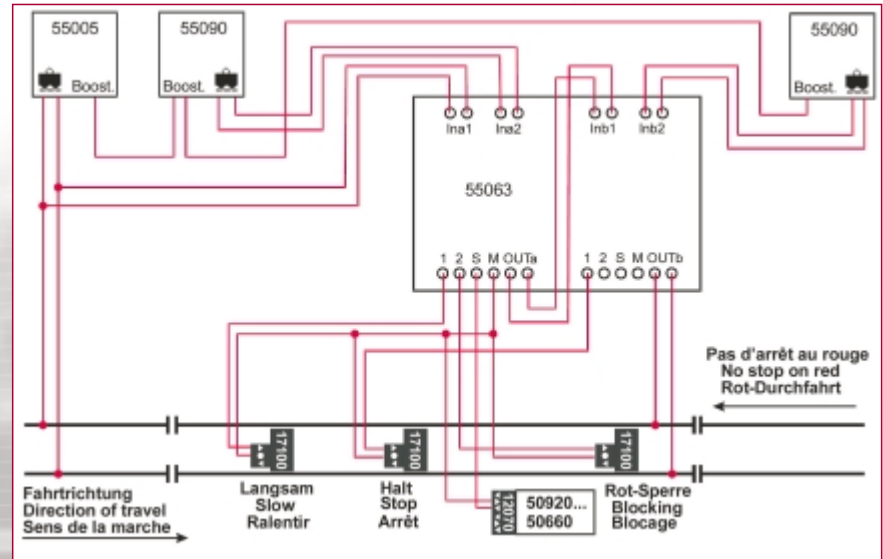 55005
55090
55090
Boost.
Boost.
Boost.
Ina1
Ina2
Inb1
Inb2
55063
1 2 S M OUTa
1 2 S M OUTb
Pas d'arrêt au rouge
No stop on red
Rot-Durchfahrt
17100
17100
17100
Fahrtrichtung
Direction of travel
Sens de la marche
Langsam
Slow
Ralentir
Halt
Stop
Arrêt
12070
50920...
50660
Rot-Sperre
Blocking
Blocage